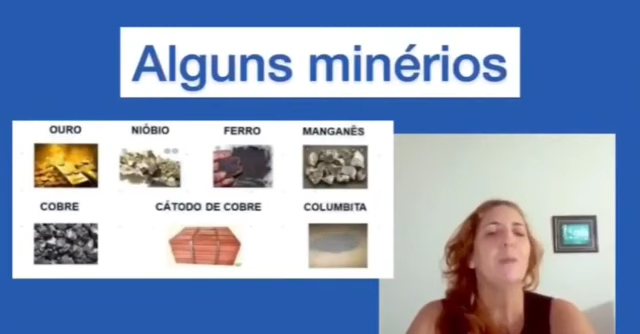 Alguns minérios
OURO NIÓBIO FERRO MANGANÊS
COBRE CÁTODO DE COBRE COLUMBITA